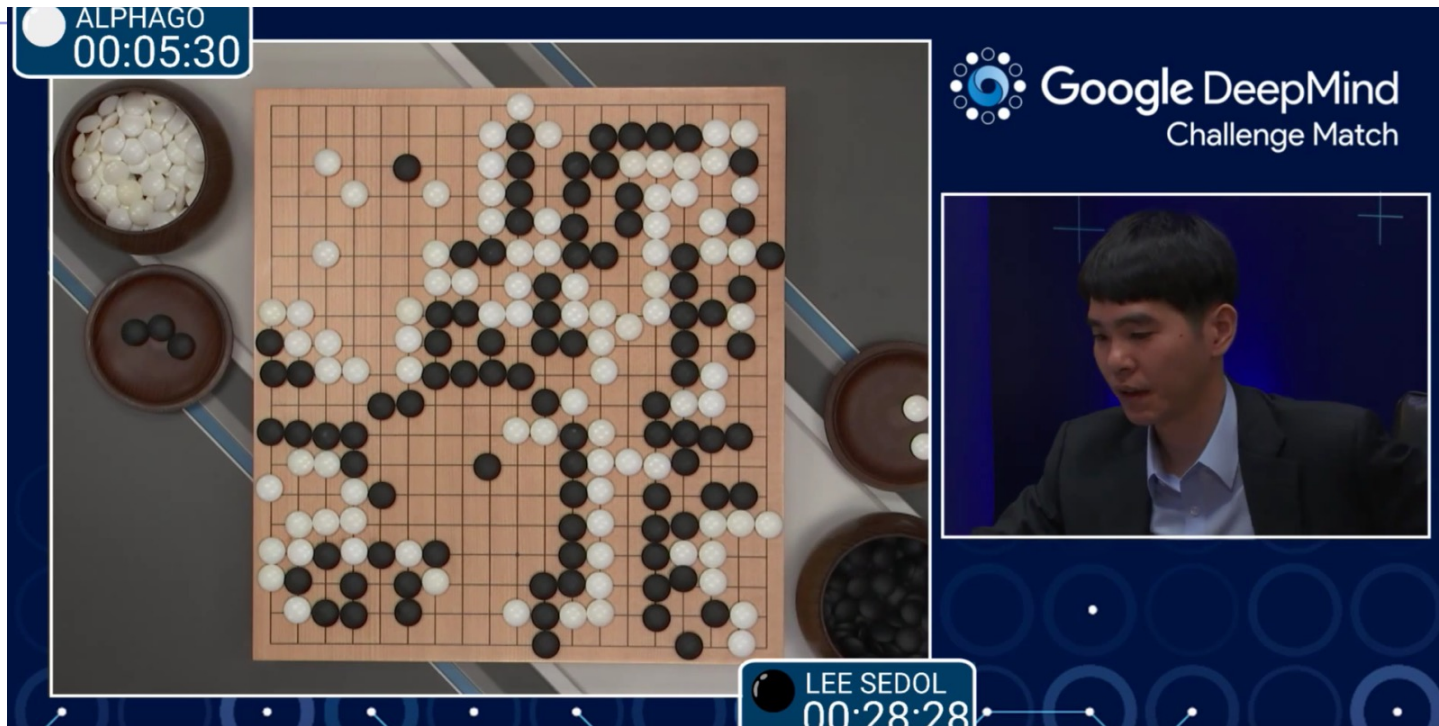 ALPHAGO
00:05:30
Google DeepMind
Challenge Match
LEE SEDOL
00:28:28